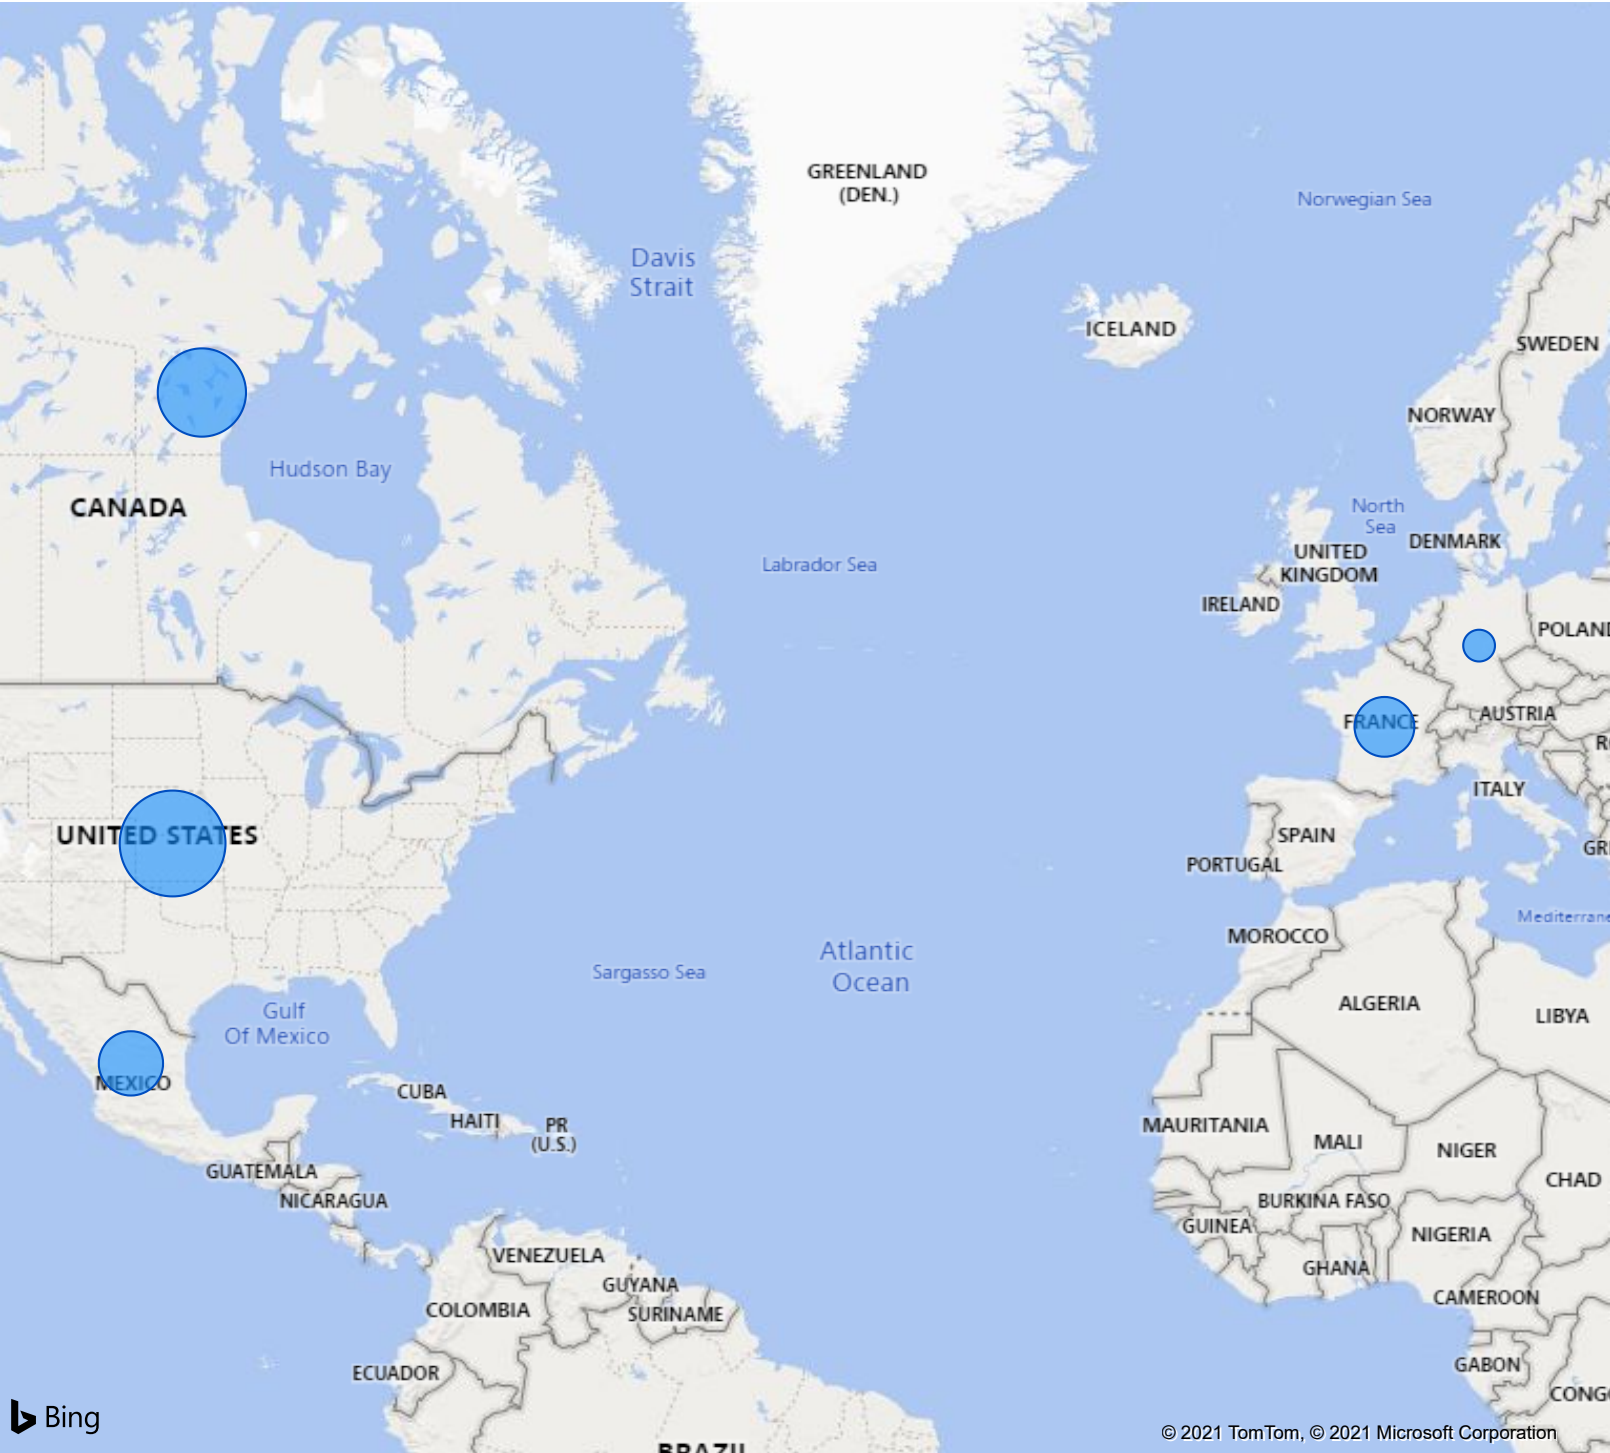 GREENLAND
(DEN.)
Norwegian Sea
Davis
Strait
ICELAND
SWEDEN
NORWAY
Hudson Bay
CANADA
North
Sea
DENMARK
UNITED
KINGDOM
Labrador Sea
IRELAND
POLAND
FRANCE
AUSTRIA
R
ITALY
UNITED STATES
SPAIN
GR
PORTUGAL
Mediterrane
MOROCCO
Atlantic
Ocean
Sargasso Sea
ALGERIA
LIBYA
Gulf
Of Mexico
MEXICO
CUBA
HAITI
PR
(U.S.)
MAURITANIA
MALI
NIGER
CHAD
GUATEMALA
NICARAGUA
BURKINA FASO
GUINEA
NIGERIA
VENEZUELA
GHANA
GUYANA
COLOMBIA
SURINAME
CAMEROON
ECUADOR
GABON
CONG
Bing
© 2021 TomTom, © 2021 Microsoft Corporation
BRAZIL